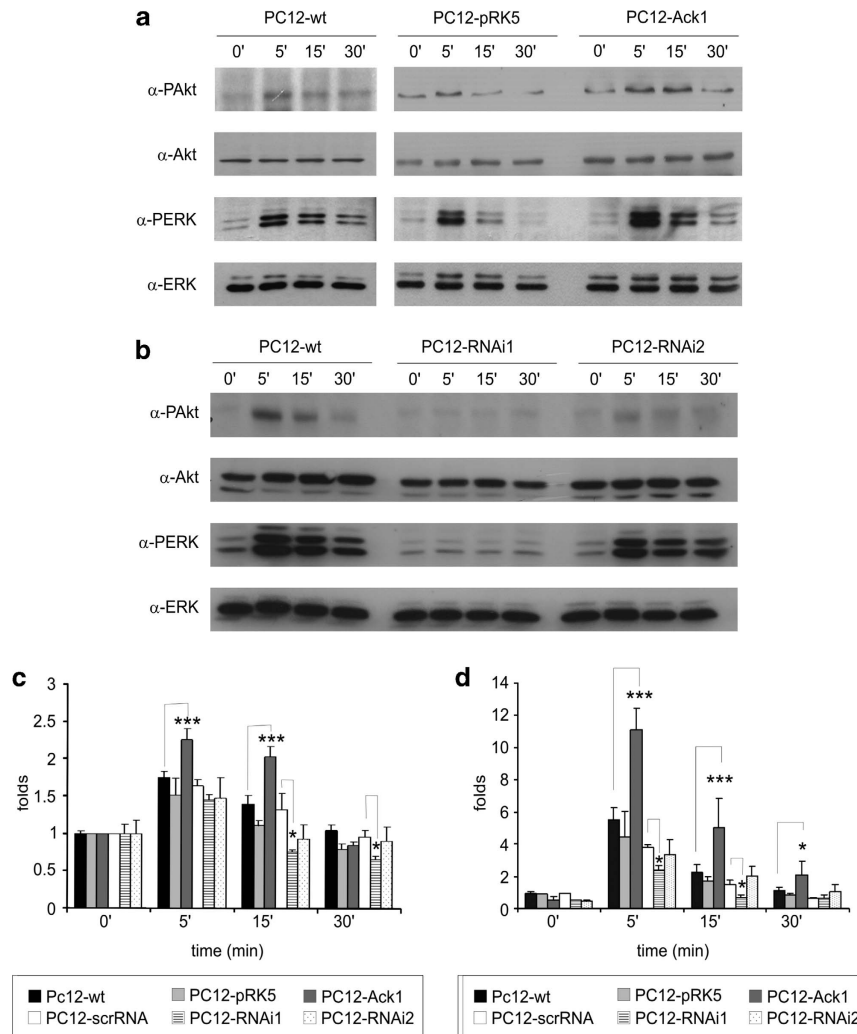 a
PC12-wt PC12-pRK5 PC12-Ack1
0' 5' 15' 30' 0' 5' 15' 30' 0' 5' 15' 30'
α-PAkt
α-Akt
α-PERK
α-ERK
b
PC12-wt PC12-RNAi1 PC12-RNAi2
0' 5' 15' 30' 0' 5' 15' 30' 0' 5' 15' 30'
α-PAkt
α-Akt
α-PERK
α-ERK
c
folds
3
2.5
2
1.5
1
0.5
0
*** *** * *
0' 5' 15' 30'
time (min)
Pc12-wt PC12-pRK5 PC12-Ack1
PC12-scrRNA PC12-RNAi1 PC12-RNAi2
d
folds
14
12
10
8
6
4
2
0
*** * *** * *
0' 5' 15' 30'
time (min)
Pc12-wt PC12-pRK5 PC12-Ack1
PC12-scrRNA PC12-RNAi1 PC12-RNAi2